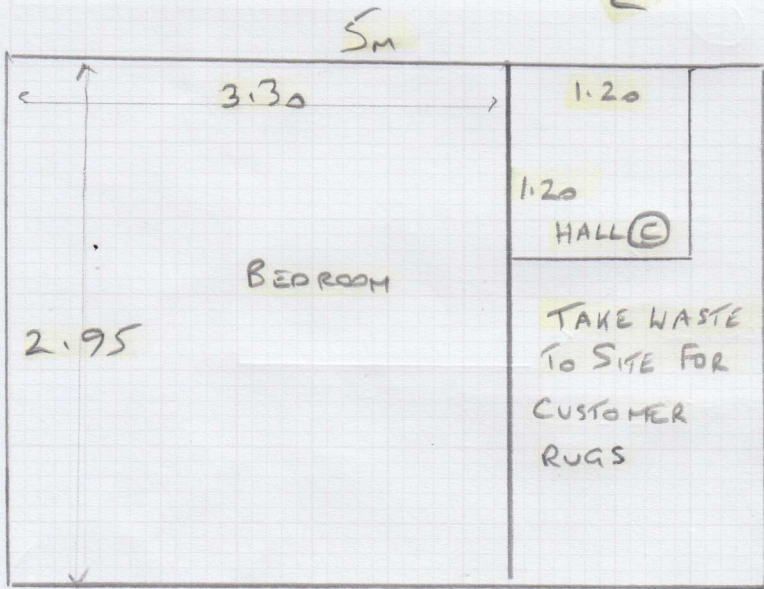 5M
3.30
1.20
1.20
HALL C
BEDROOM
2.95
TAKE WASTE
TO SITE FOR
CUSTOMER
RUGS